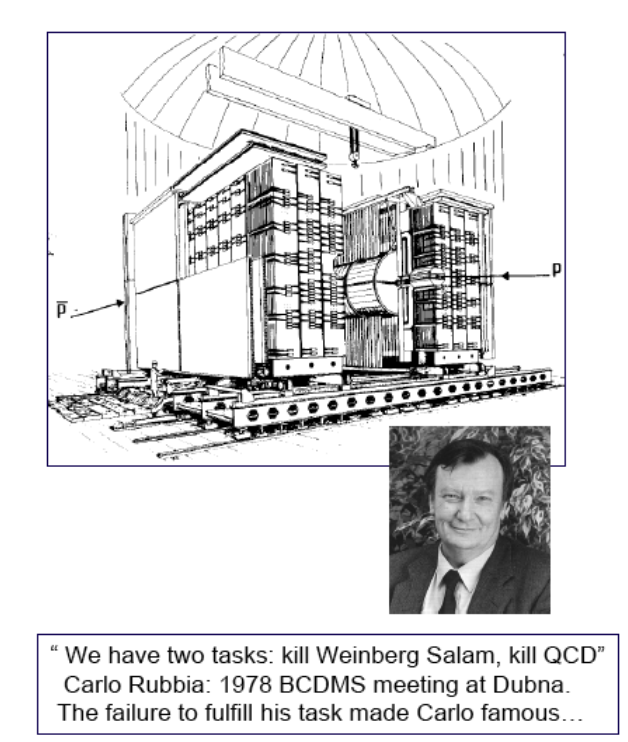 p̅
p
“ We have two tasks: kill Weinberg Salam, kill QCD”
Carlo Rubbia: 1978 BCDMS meeting at Dubna.
The failure to fulfill his task made Carlo famous…